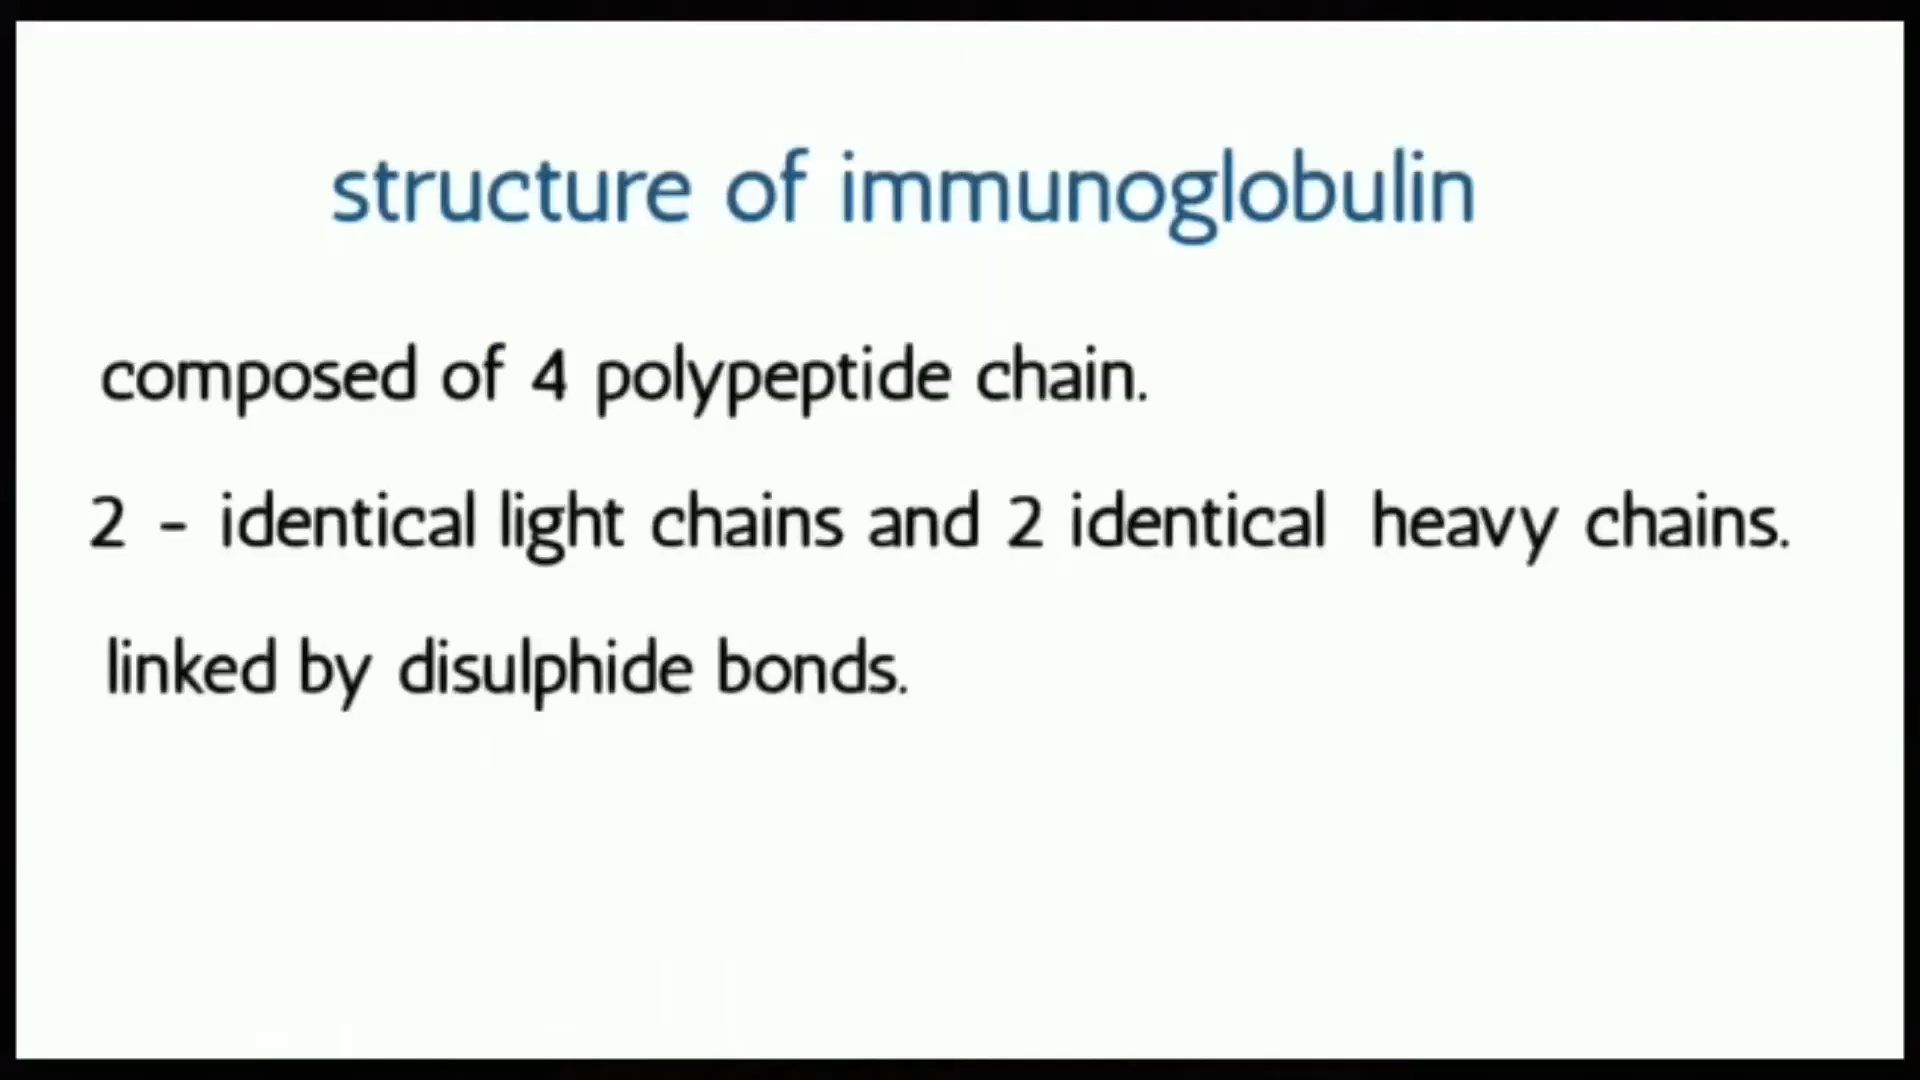 structure of immunoglobulin
composed of 4 polypeptide chain.
2 - identical light chains and 2 identical heavy chains.
linked by disulphide bonds.